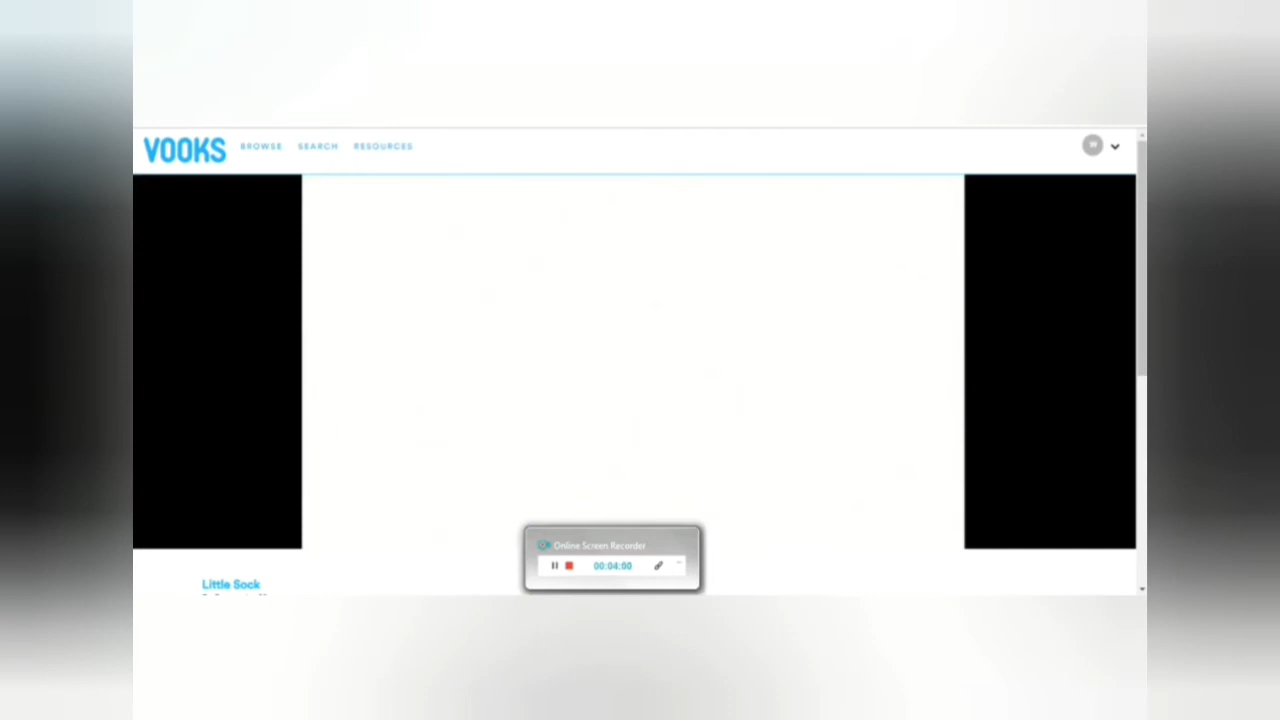 VOOKS BROWSE SEARCH RESOURCES
W
Online Screen Recorder
00:04:00
Little Sock